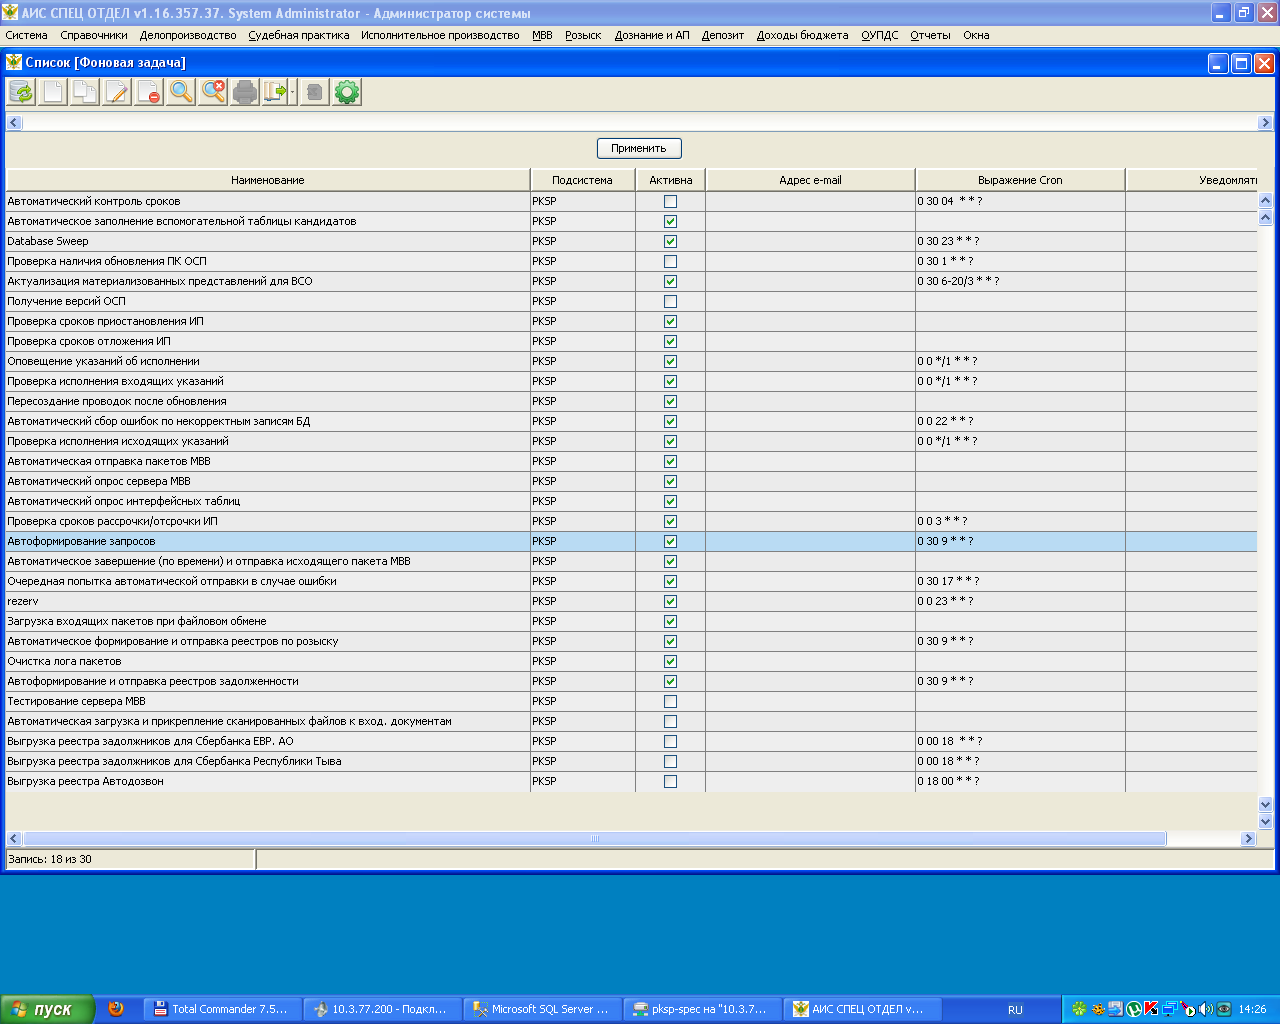 АИС СПЕЦ ОТДЕЛ v1.16.357.37. System Administrator - Администратор системы
Система Справочники Делопроизводство Судебная практика Исполнительное производство МВВ Розыск Дознание и АП Депозит Доходы бюджета ОУПДС Отчеты Окна
Список [Фоновая задача]
Применить
Наименование Подсистема Активна Адрес e-mail Выражение Cron Уведомлять
Автоматический контроль сроков PKSP 0 30 04 * * ?
Автоматическое заполнение вспомогательной таблицы кандидатов PKSP
Database Sweep PKSP 0 30 23 * * ?
Проверка наличия обновления ПК ОСП PKSP 0 30 1 * * ?
Актуализация материализованных представлений для ВСО PKSP 0 30 6-20/3 * * ?
Получение версий ОСП PKSP
Проверка сроков приостановления ИП PKSP
Проверка сроков отложения ИП PKSP
Оповещение указаний об исполнении PKSP 0 0 */1 * * ?
Проверка исполнения входящих указаний PKSP 0 0 */1 * * ?
Пересоздание проводок после обновления PKSP
Автоматический сбор ошибок по некорректным записям БД PKSP 0 0 22 * * ?
Проверка исполнения исходящих указаний PKSP 0 0 */1 * * ?
Автоматическая отправка пакетов МВВ PKSP
Автоматический опрос сервера МВВ PKSP
Автоматический опрос интерфейсных таблиц PKSP
Проверка сроков рассрочки/отсрочки ИП PKSP 0 0 3 * * ?
Автоформирование запросов PKSP 0 30 9 * * ?
Автоматическое завершение (по времени) и отправка исходящего пакета МВВ PKSP
Очередная попытка автоматической отправки в случае ошибки PKSP 0 30 17 * * ?
rezerv PKSP 0 0 23 * * ?
Загрузка входящих пакетов при файловом обмене PKSP
Автоматическое формирование и отправка реестров по розыску PKSP 0 30 9 * * ?
Очистка лога пакетов PKSP
Автоформирование и отправка реестров задолженности PKSP 0 30 9 * * ?
Тестирование сервера МВВ PKSP
Автоматическая загрузка и прикрепление сканированных файлов к вход. документам PKSP
Выгрузка реестра задолжников для Сбербанка ЕВР. АО PKSP 0 00 18 * * ?
Выгрузка реестра задолжников для Сбербанка Республики Тыва PKSP 0 00 18 * * ?
Выгрузка реестра Автодозвон PKSP 0 18 00 * * ?
Запись: 18 из 30
пуск Total Commander 7.5... 10.3.77.200 - Подкл... Microsoft SQL Server ... pksp-spec на "10.3.7... АИС СПЕЦ ОТДЕЛ v... RU 14:26